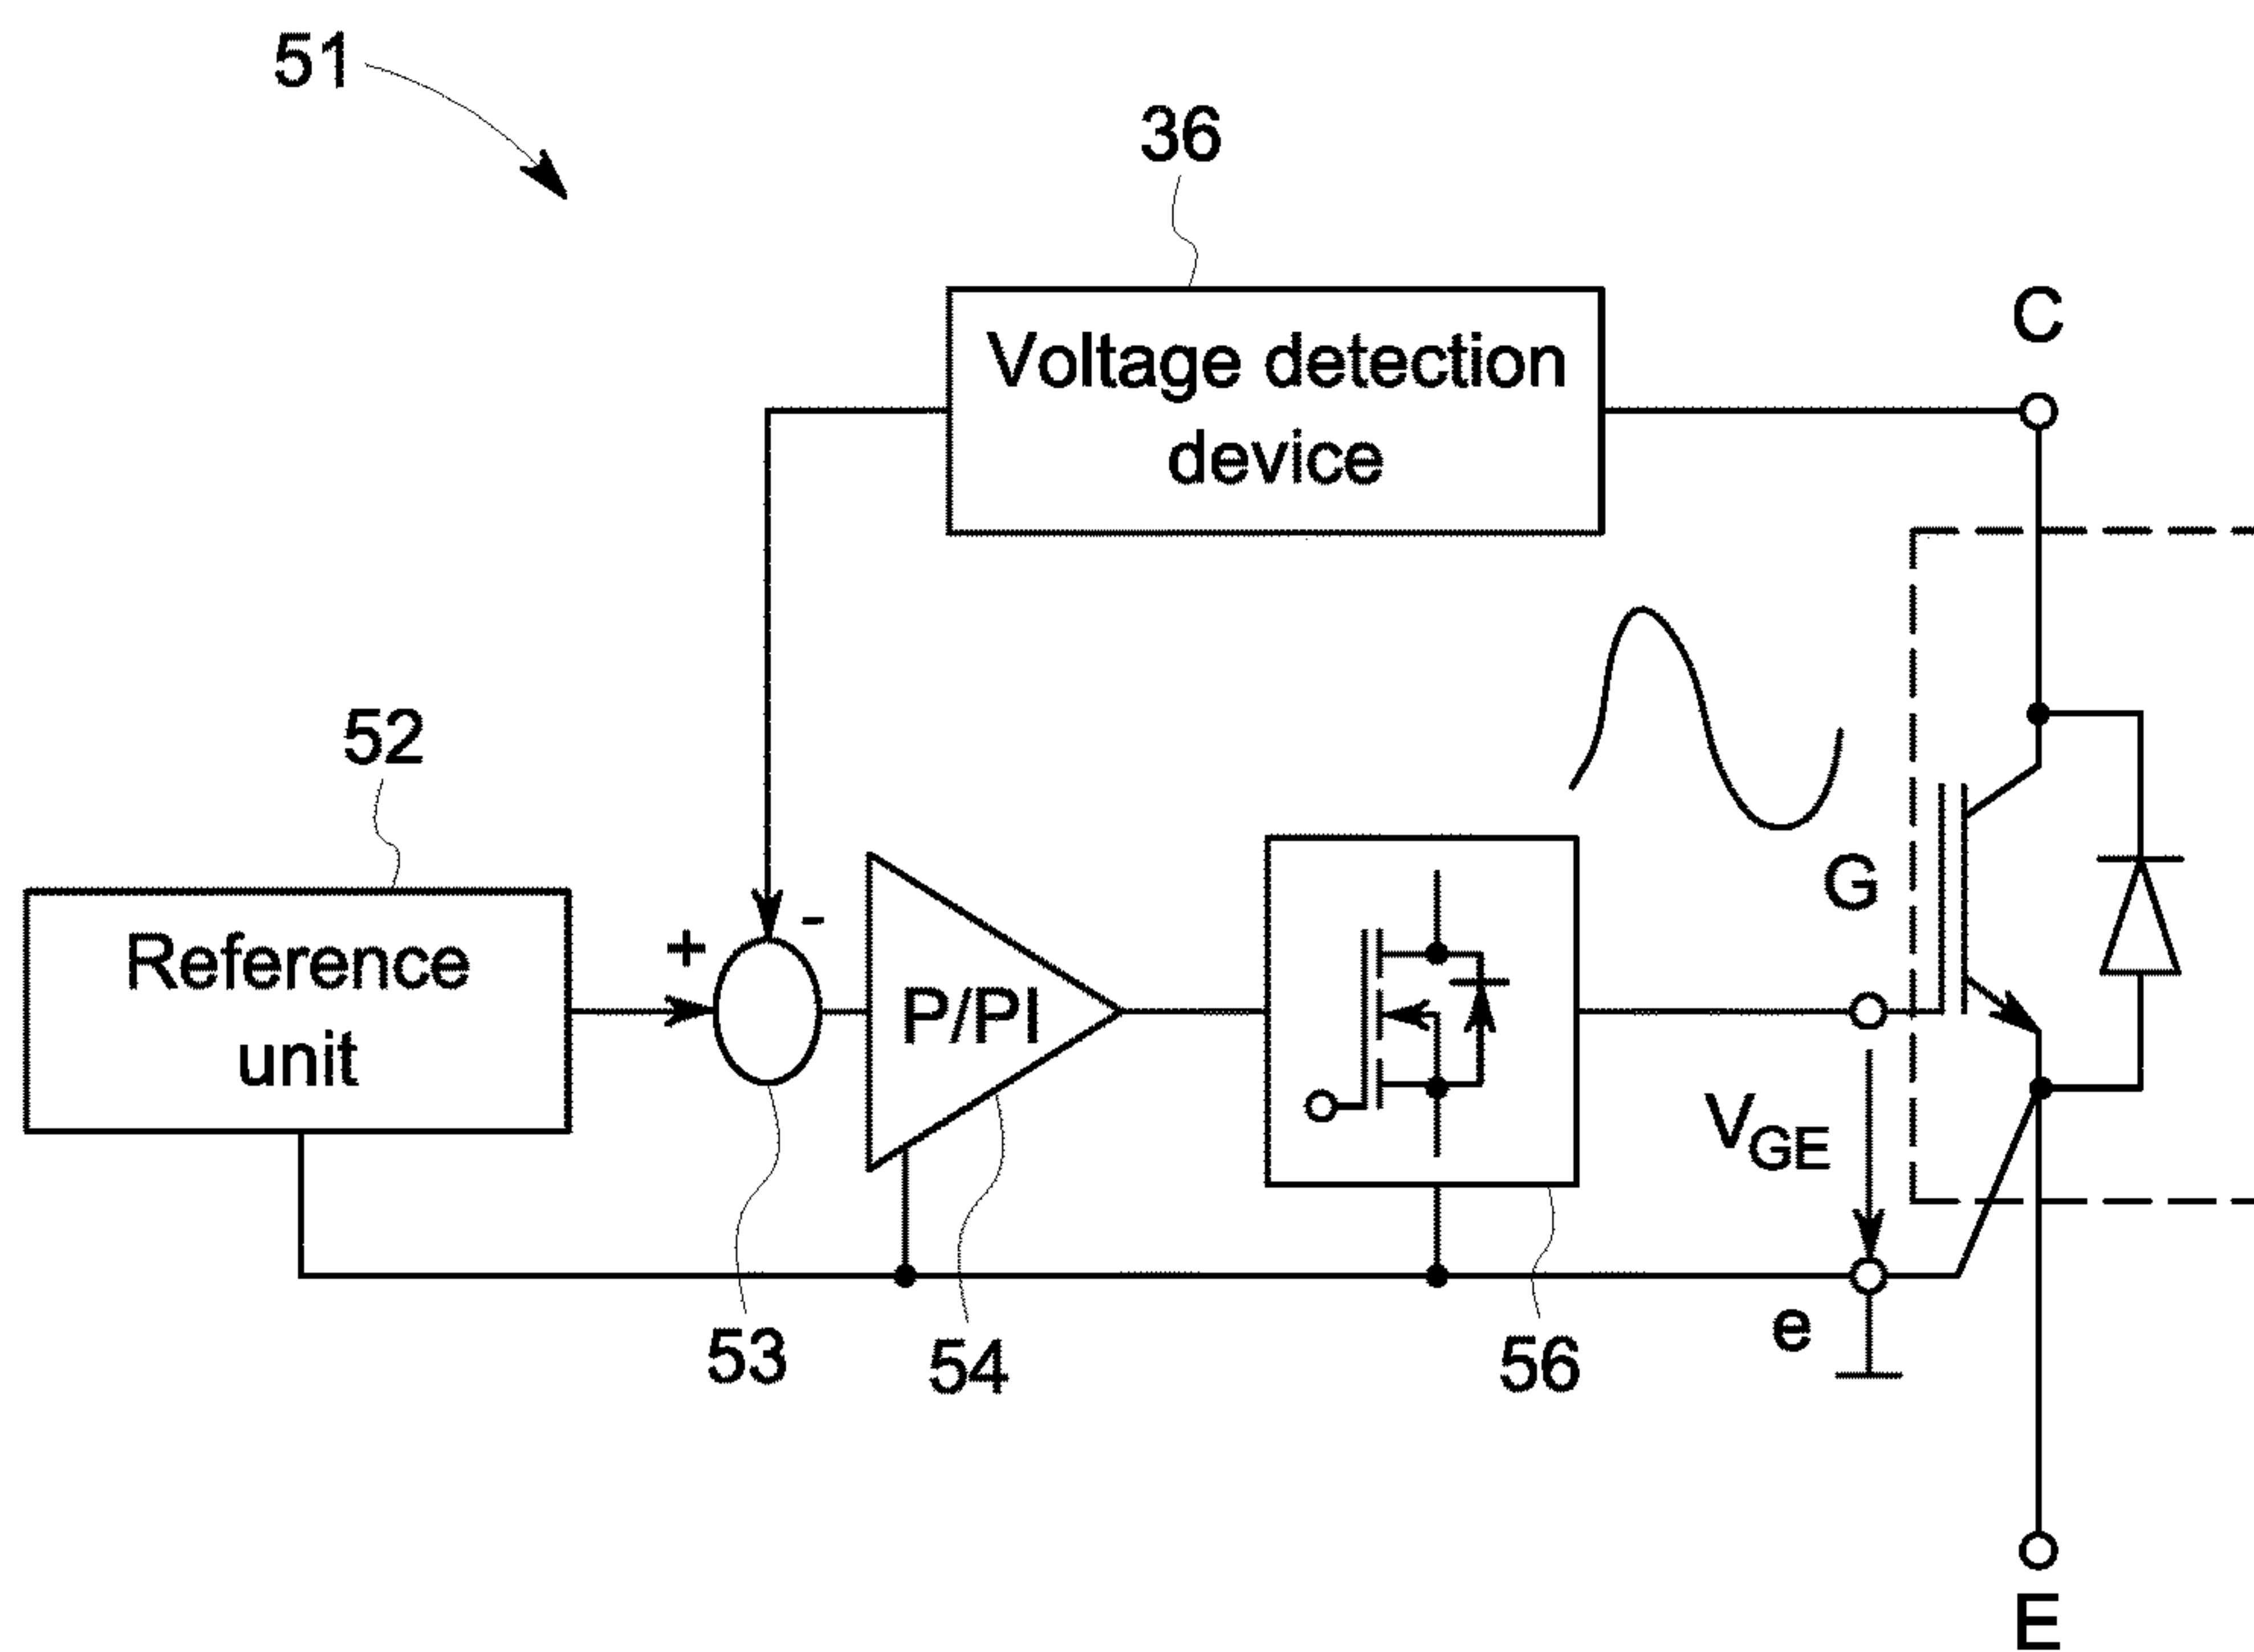 51
36
Voltage detection
device
C
52
Reference
unit
+
-
P/PI
G
VGE
53
54
56
e
E